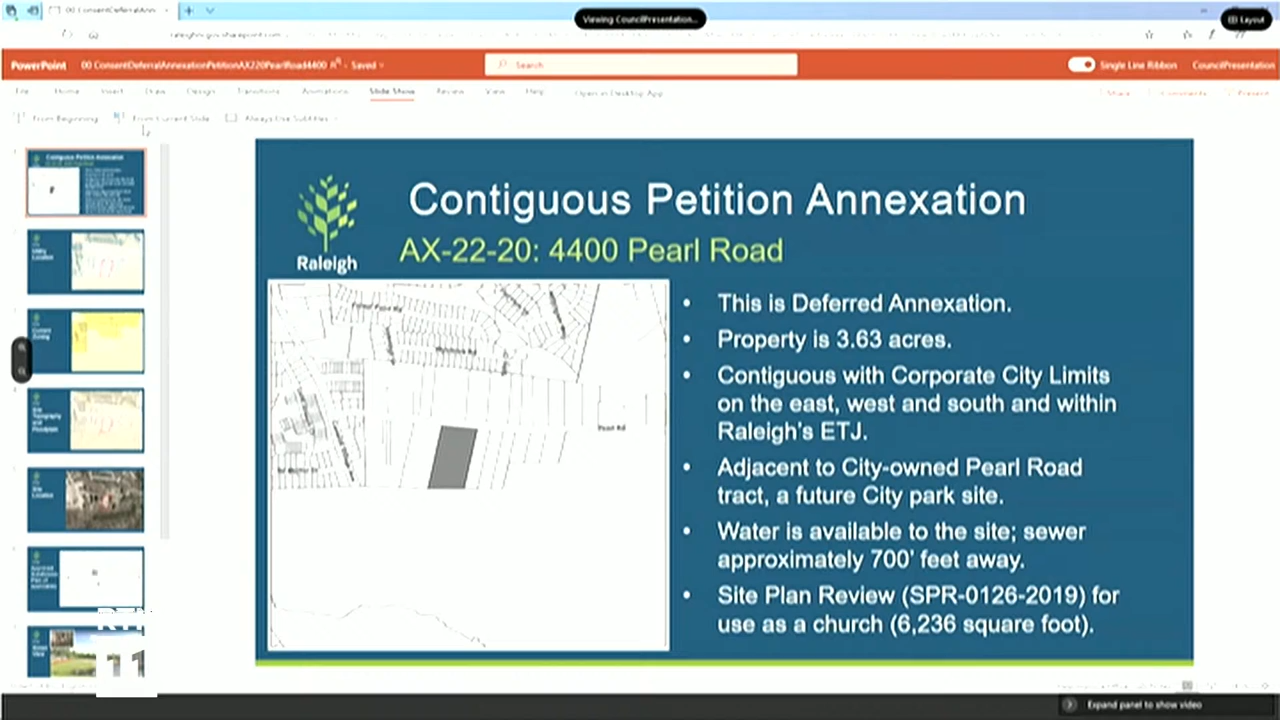 Viewing CouncilPresentation...
Layout
PowerPoint
00 ConsentDeferralAnnexationPetitionAX220PearlRoad4400
- Saved
Search
Single Line Ribbon
CouncilPresentation
File
Home
Insert
Draw
Design
Transitions
Animations
Slide Show
Review
View
Help
Open in Desktop App
Share
Comments
Present
From Beginning
From Current Slide
Always Use Subtitles
Contiguous Petition Annexation
Raleigh
AX-22-20: 4400 Pearl Road
• This is Deferred Annexation.
• Property is 3.63 acres.
• Contiguous with Corporate City Limits
on the east, west and south and within
Raleigh's ETJ.
• Adjacent to City-owned Pearl Road
tract, a future City park site.
• Water is available to the site; sewer
approximately 700' feet away.
• Site Plan Review (SPR-0126-2019) for
use as a church (6,236 square foot).
Pearl Rd
11
Expand panel to show video